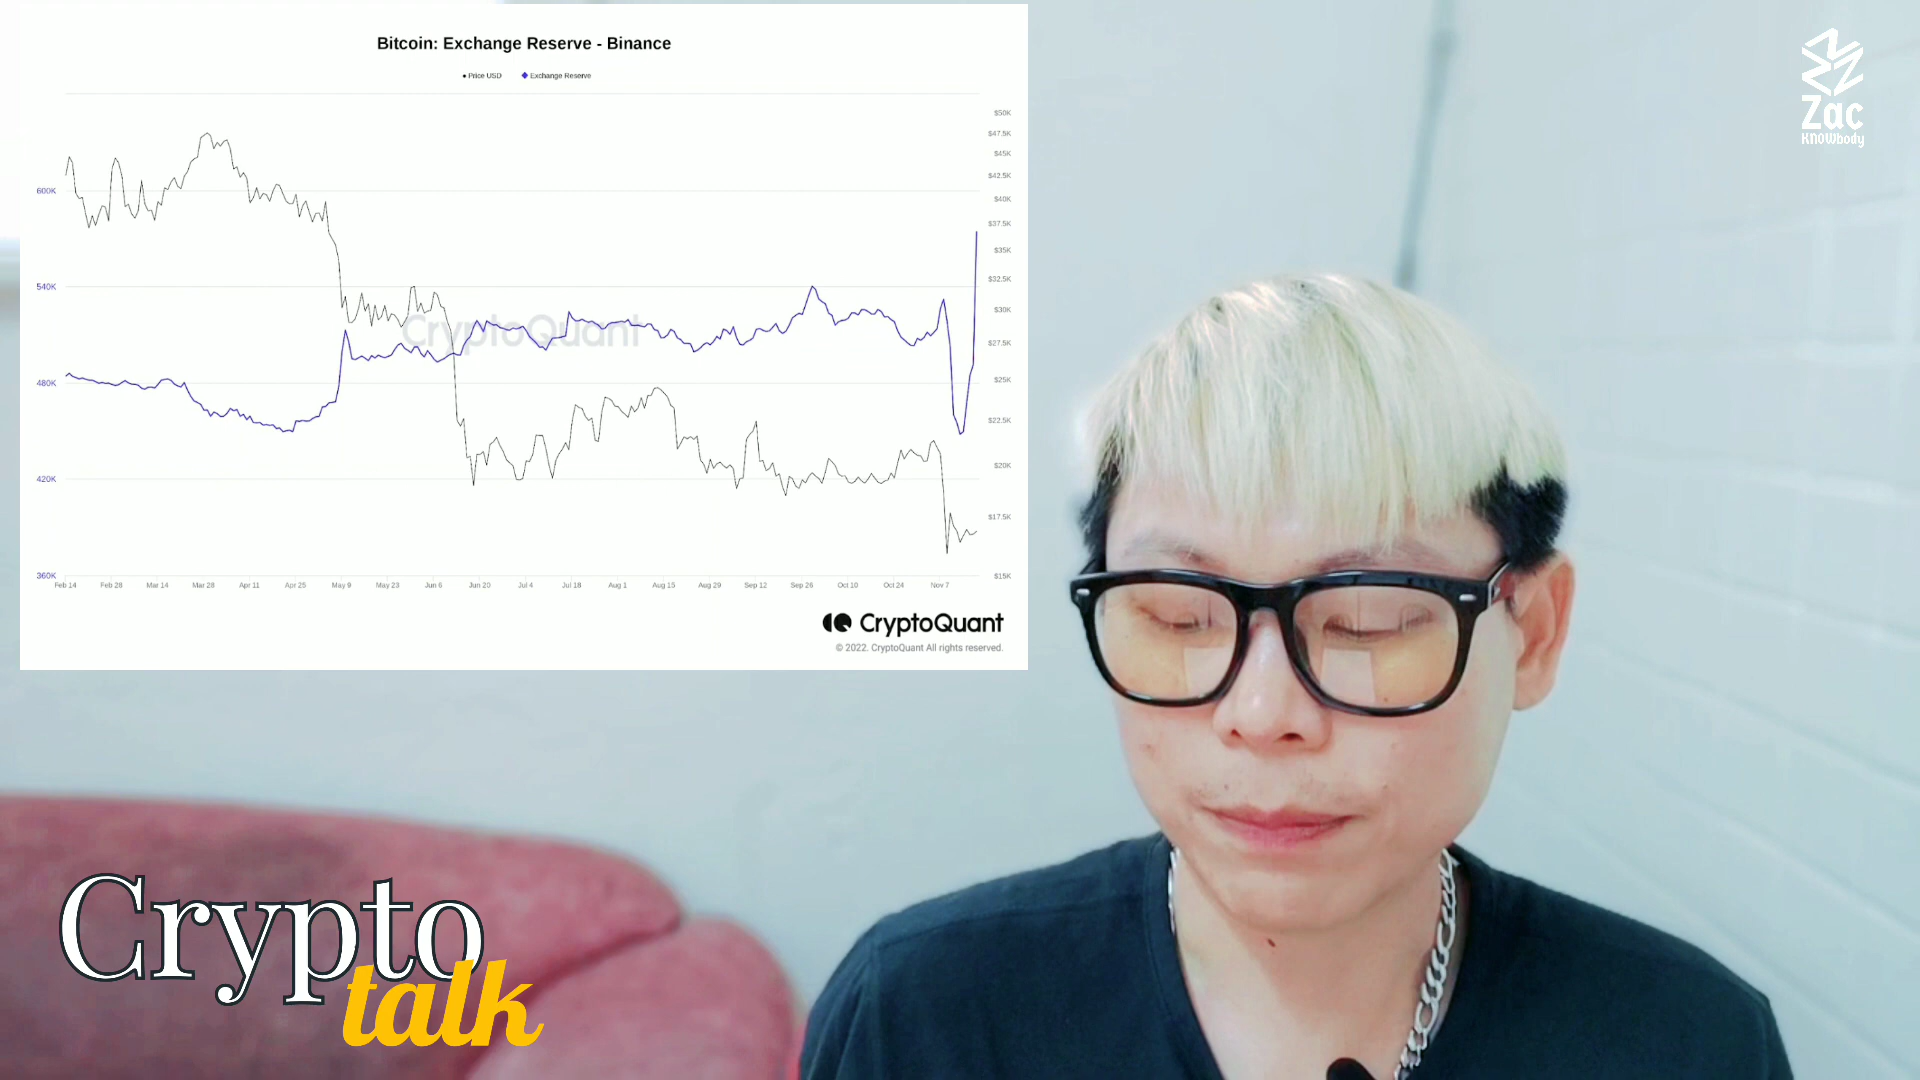 Bitcoin: Exchange Reserve - Binance
Price USD Exchange Reserve
$50K
$47.5K
$45K
$42.5K
600K
$40K
$37.5K
$35K
$32.5K
540K
$30K
CryptoQuant
$27.5K
480K
$25K
$22.5K
420K
$20K
$17.5K
360K
$15K
Feb 14 Feb 28 Mar 14 Mar 28 Apr 11 Apr 25 May 9 May 23 Jun 6 Jun 20 Jul 4 Jul 18 Aug 1 Aug 15 Aug 29 Sep 12 Sep 26 Oct 10 Oct 24 Nov 7
CryptoQuant
© 2022. CryptoQuant All rights reserved.
Zac
KNOWbody
Crypto
talk